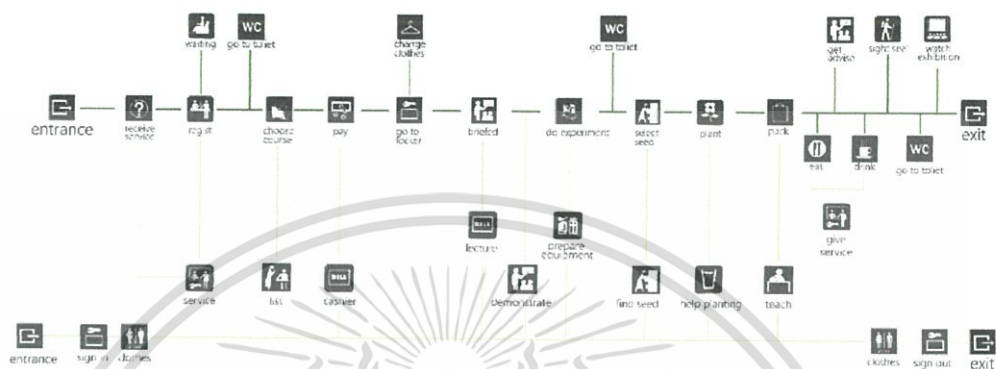 waiting
WC
go to toilet
change clothes
WC
go to toilet
get advise
sight see
watch exhibition
entrance
receive service
regist
choose course
pay
go to locker
briefed
do experiment
select seed
plant
pack
exit
eat
drink
WC
go to toilet
lecture
prepare equipment
give service
service
list
cashier
Demonstrate
find seed
help planting
teach
entrance
sign in
clothes
clothes
sign out
exit